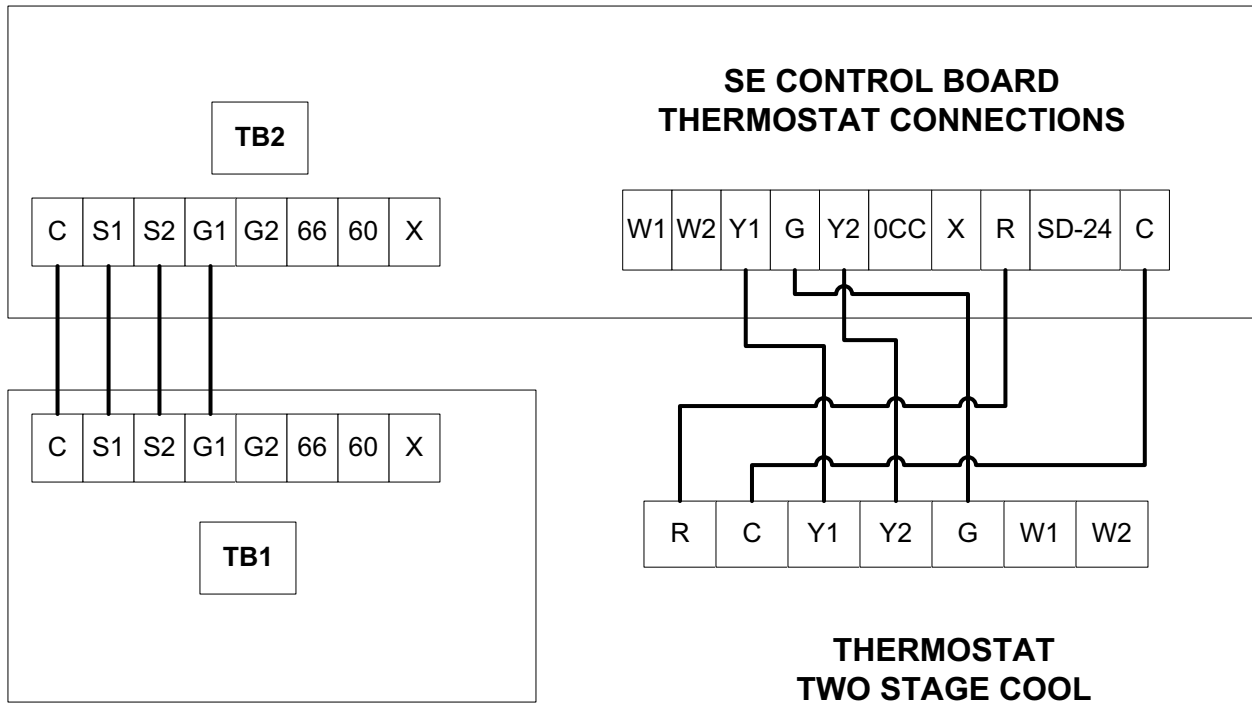 SE CONTROL BOARD
THERMOSTAT CONNECTIONS
TB2
C S1 S2 G1 G2 66 60 X
W1 W2 Y1 G Y2 0CC X R SD-24 C
C S1 S2 G1 G2 66 60 X
TB1
R C Y1 Y2 G W1 W2
THERMOSTAT
TWO STAGE COOL